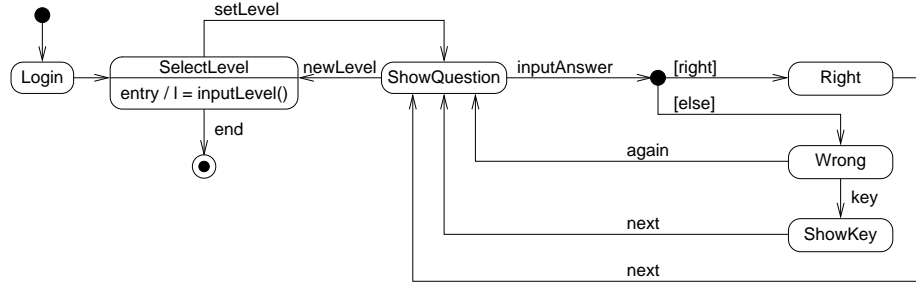 setLevel
Login
SelectLevel
entry / l = inputLevel()
newLevel
ShowQuestion
inputAnswer
[right]
Right
[else]
end
again
Wrong
key
next
ShowKey
next